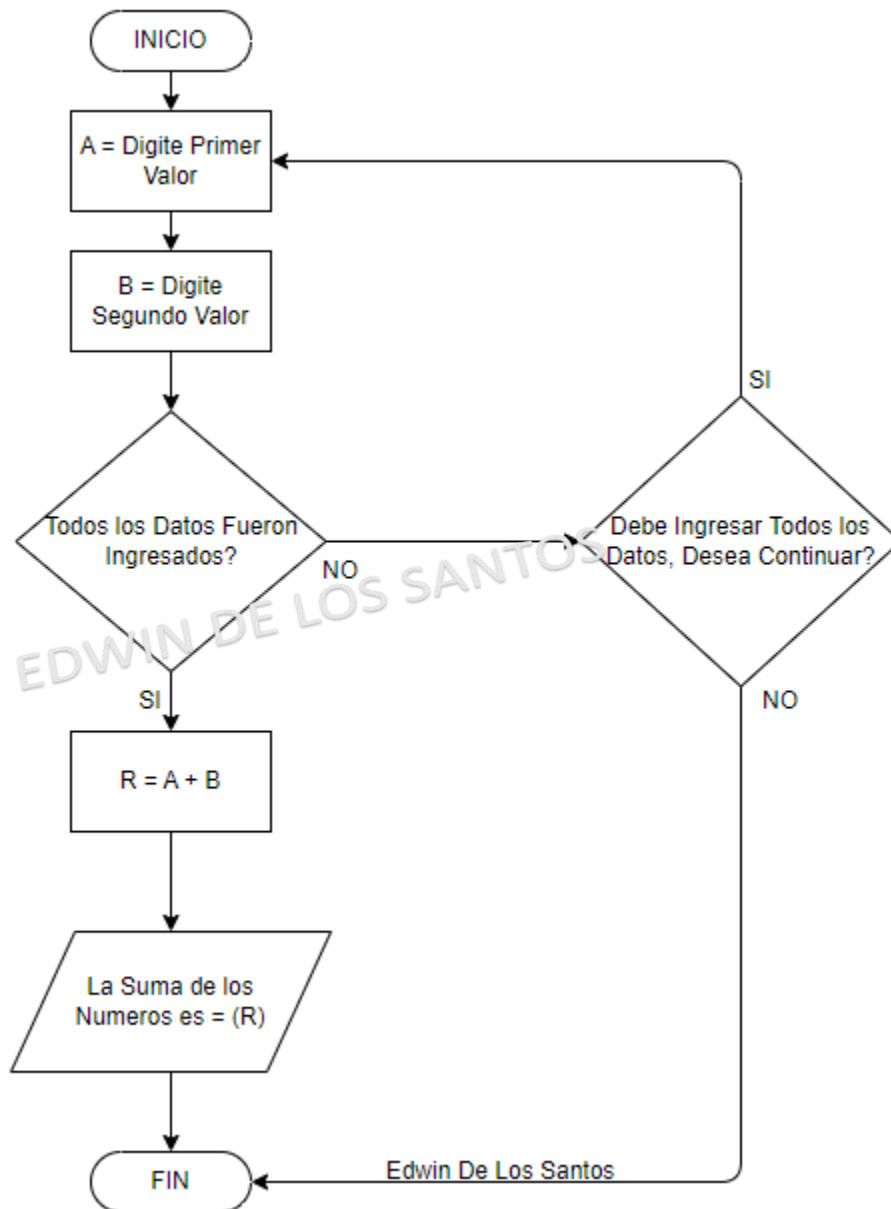 INICIO
A = Digite Primer
Valor
B = Digite
Segundo Valor
SI
Todos los Datos Fueron
Ingresados?
NO
Debe Ingresar Todos los
Datos, Desea Continuar?
EDWIN DE LOS SANTOS
SI
NO
R = A + B
La Suma de los
Numeros es = (R)
Edwin De Los Santos
FIN